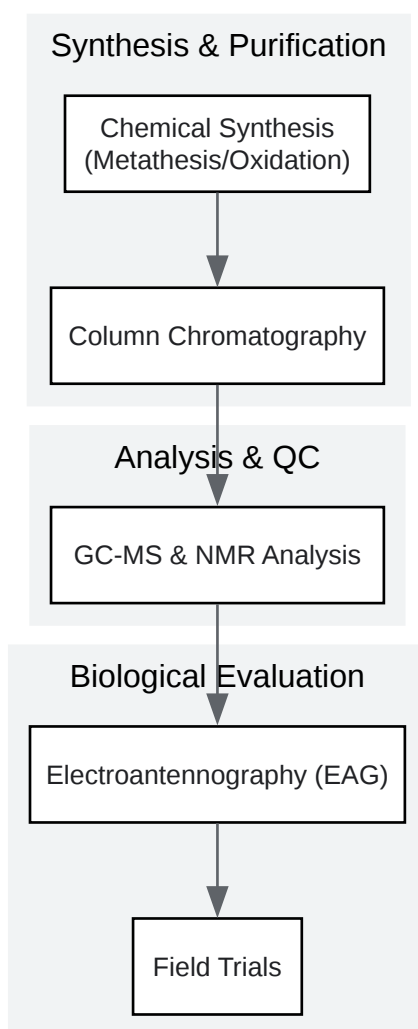 Synthesis & Purification
Chemical Synthesis
(Metathesis/Oxidation)
Column Chromatography
Analysis & QC
GC-MS & NMR Analysis
Biological Evaluation
Electroantennography (EAG)
Field Trials